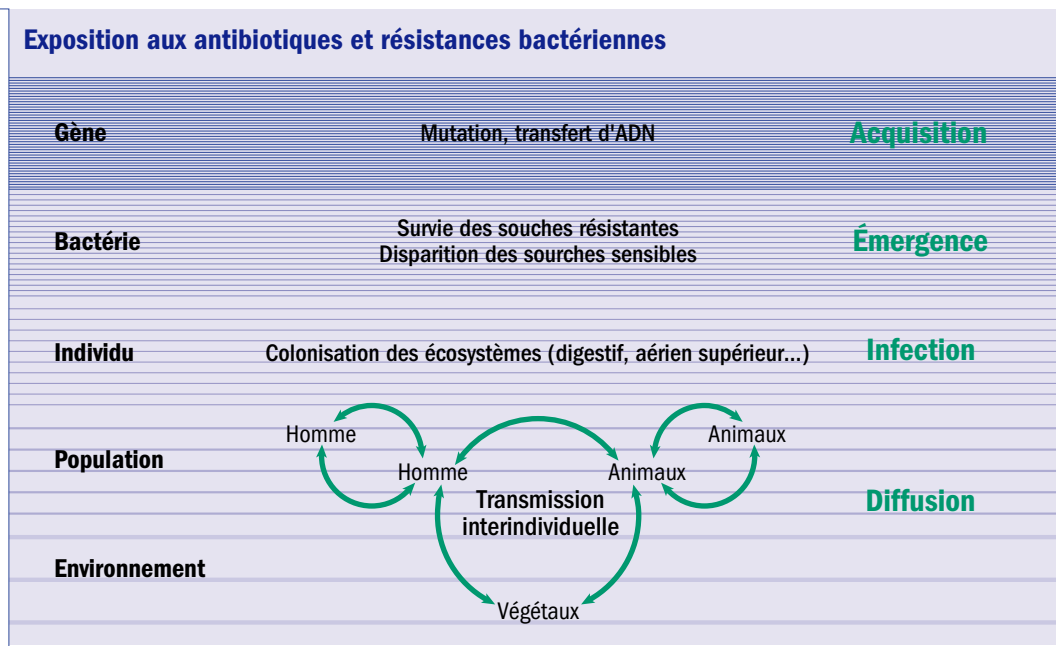 Exposition aux antibiotiques et résistances bactériennes
Gène
Mutation, transfert d'ADN
Acquisition
Bactérie
Survie des souches résistantes
Disparition des sourches sensibles
Émergence
Individu
Colonisation des écosystèmes (digestif, aérien supérieur...)
Infection
Population
Homme
Animaux
Homme
Animaux
Transmission
interindividuelle
Diffusion
Environnement
Végétaux